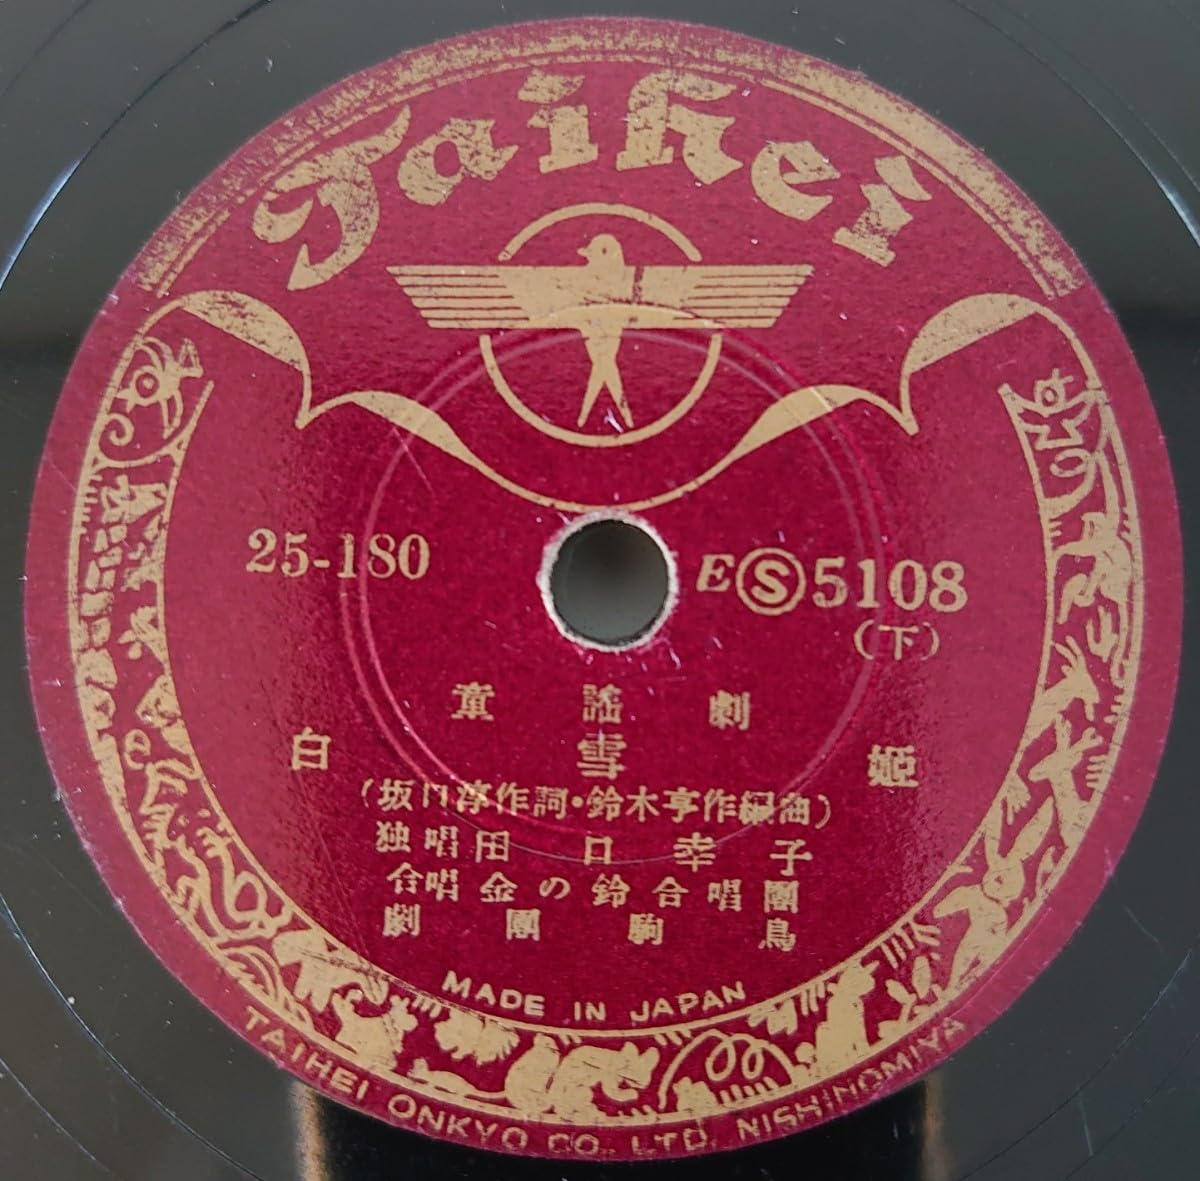 Taihei
25-180
E Ⓢ 5108
(下)
童謡劇
白雪姫
(坂口淳作詞・鈴木亨作編曲)
独唱 田口幸子
合唱 金の鈴合唱團
劇團駒鳥
MADE IN JAPAN
TAIHEI ONKYO CO., LTD. NISHINOMIYA